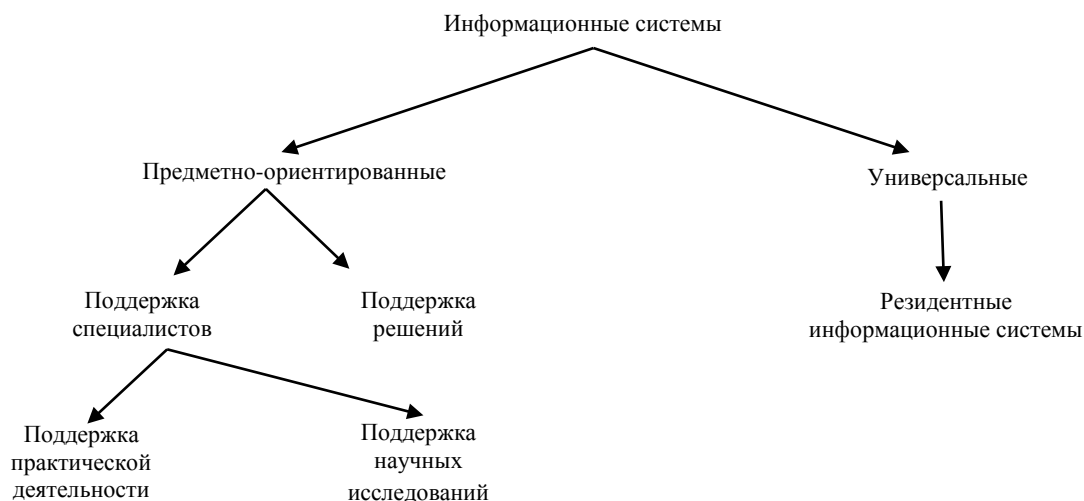 Информационные системы
Предметно-ориентированные
Универсальные
Поддержка
специалистов
Поддержка
решений
Резидентные
информационные системы
Поддержка
практической
деятельности
Поддержка
научных
исследований